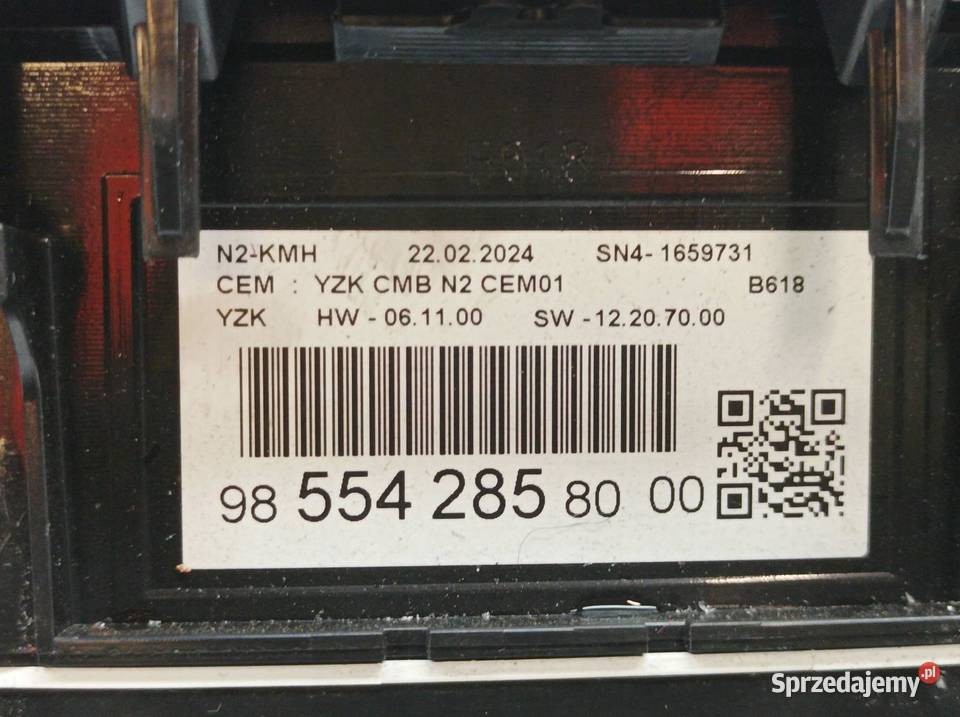 N2-KMH 22.02.2024 SN4- 1659731
CEM : YZK CMB N2 CEM01 B618
YZK HW - 06.11.00 SW -12.20.70.00
98 554 285 80 00
Sprzedajemy.pl